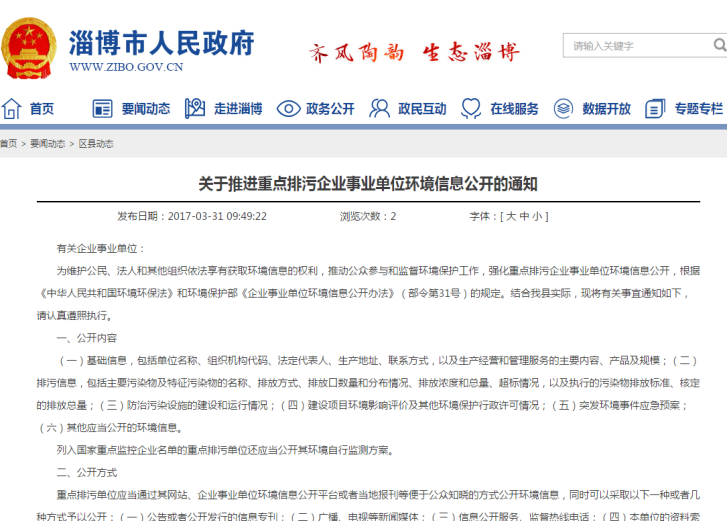 淄博市人民政府
WWW.ZIBO.GOV.CN
齐风陶韵 生态淄博
请输入关键字
首页 要闻动态 走进淄博 政务公开 政民互动 在线服务 数据开放 专题专栏
首页 > 要闻动态 > 区县动态
关于推进重点排污企业事业单位环境信息公开的通知
发布日期：2017-03-31 09:49:22 浏览次数：2 字体：[ 大 中 小 ]
有关企业事业单位：
为维护公民、法人和其他组织依法享有获取环境信息的权利，推动公众参与和监督环境保护工作，强化重点排污企业事业单位环境信息公开，根据
《中华人民共和国环境环保法》和环境保护部《企业事业单位环境信息公开办法》（部令第31号）的规定。结合我县实际，现将有关事宜通知如下，
请认真遵照执行。
一、公开内容
（一）基础信息，包括单位名称、组织机构代码、法定代表人、生产地址、联系方式，以及生产经营和管理服务的主要内容、产品及规模；（二）
排污信息，包括主要污染物及特征污染物的名称、排放方式、排放口数量和分布情况、排放浓度和总量、超标情况，以及执行的污染物排放标准、核定
的排放总量；（三）防治污染设施的建设和运行情况；（四）建设项目环境影响评价及其他环境保护行政许可情况；（五）突发环境事件应急预案；
（六）其他应当公开的环境信息。
列入国家重点监控企业名单的重点排污单位还应当公开其环境自行监测方案。
二、公开方式
重点排污单位应当通过其网站、企业事业单位环境信息公开平台或者当地报刊等便于公众知晓的方式公开环境信息，同时可以采取以下一种或者几
种方式予以公开：（一）公告或者公开发行的信息专刊；（二）广播、电视等新闻媒体；（三）信息公开服务、监督热线电话；（四）本单位的资料索